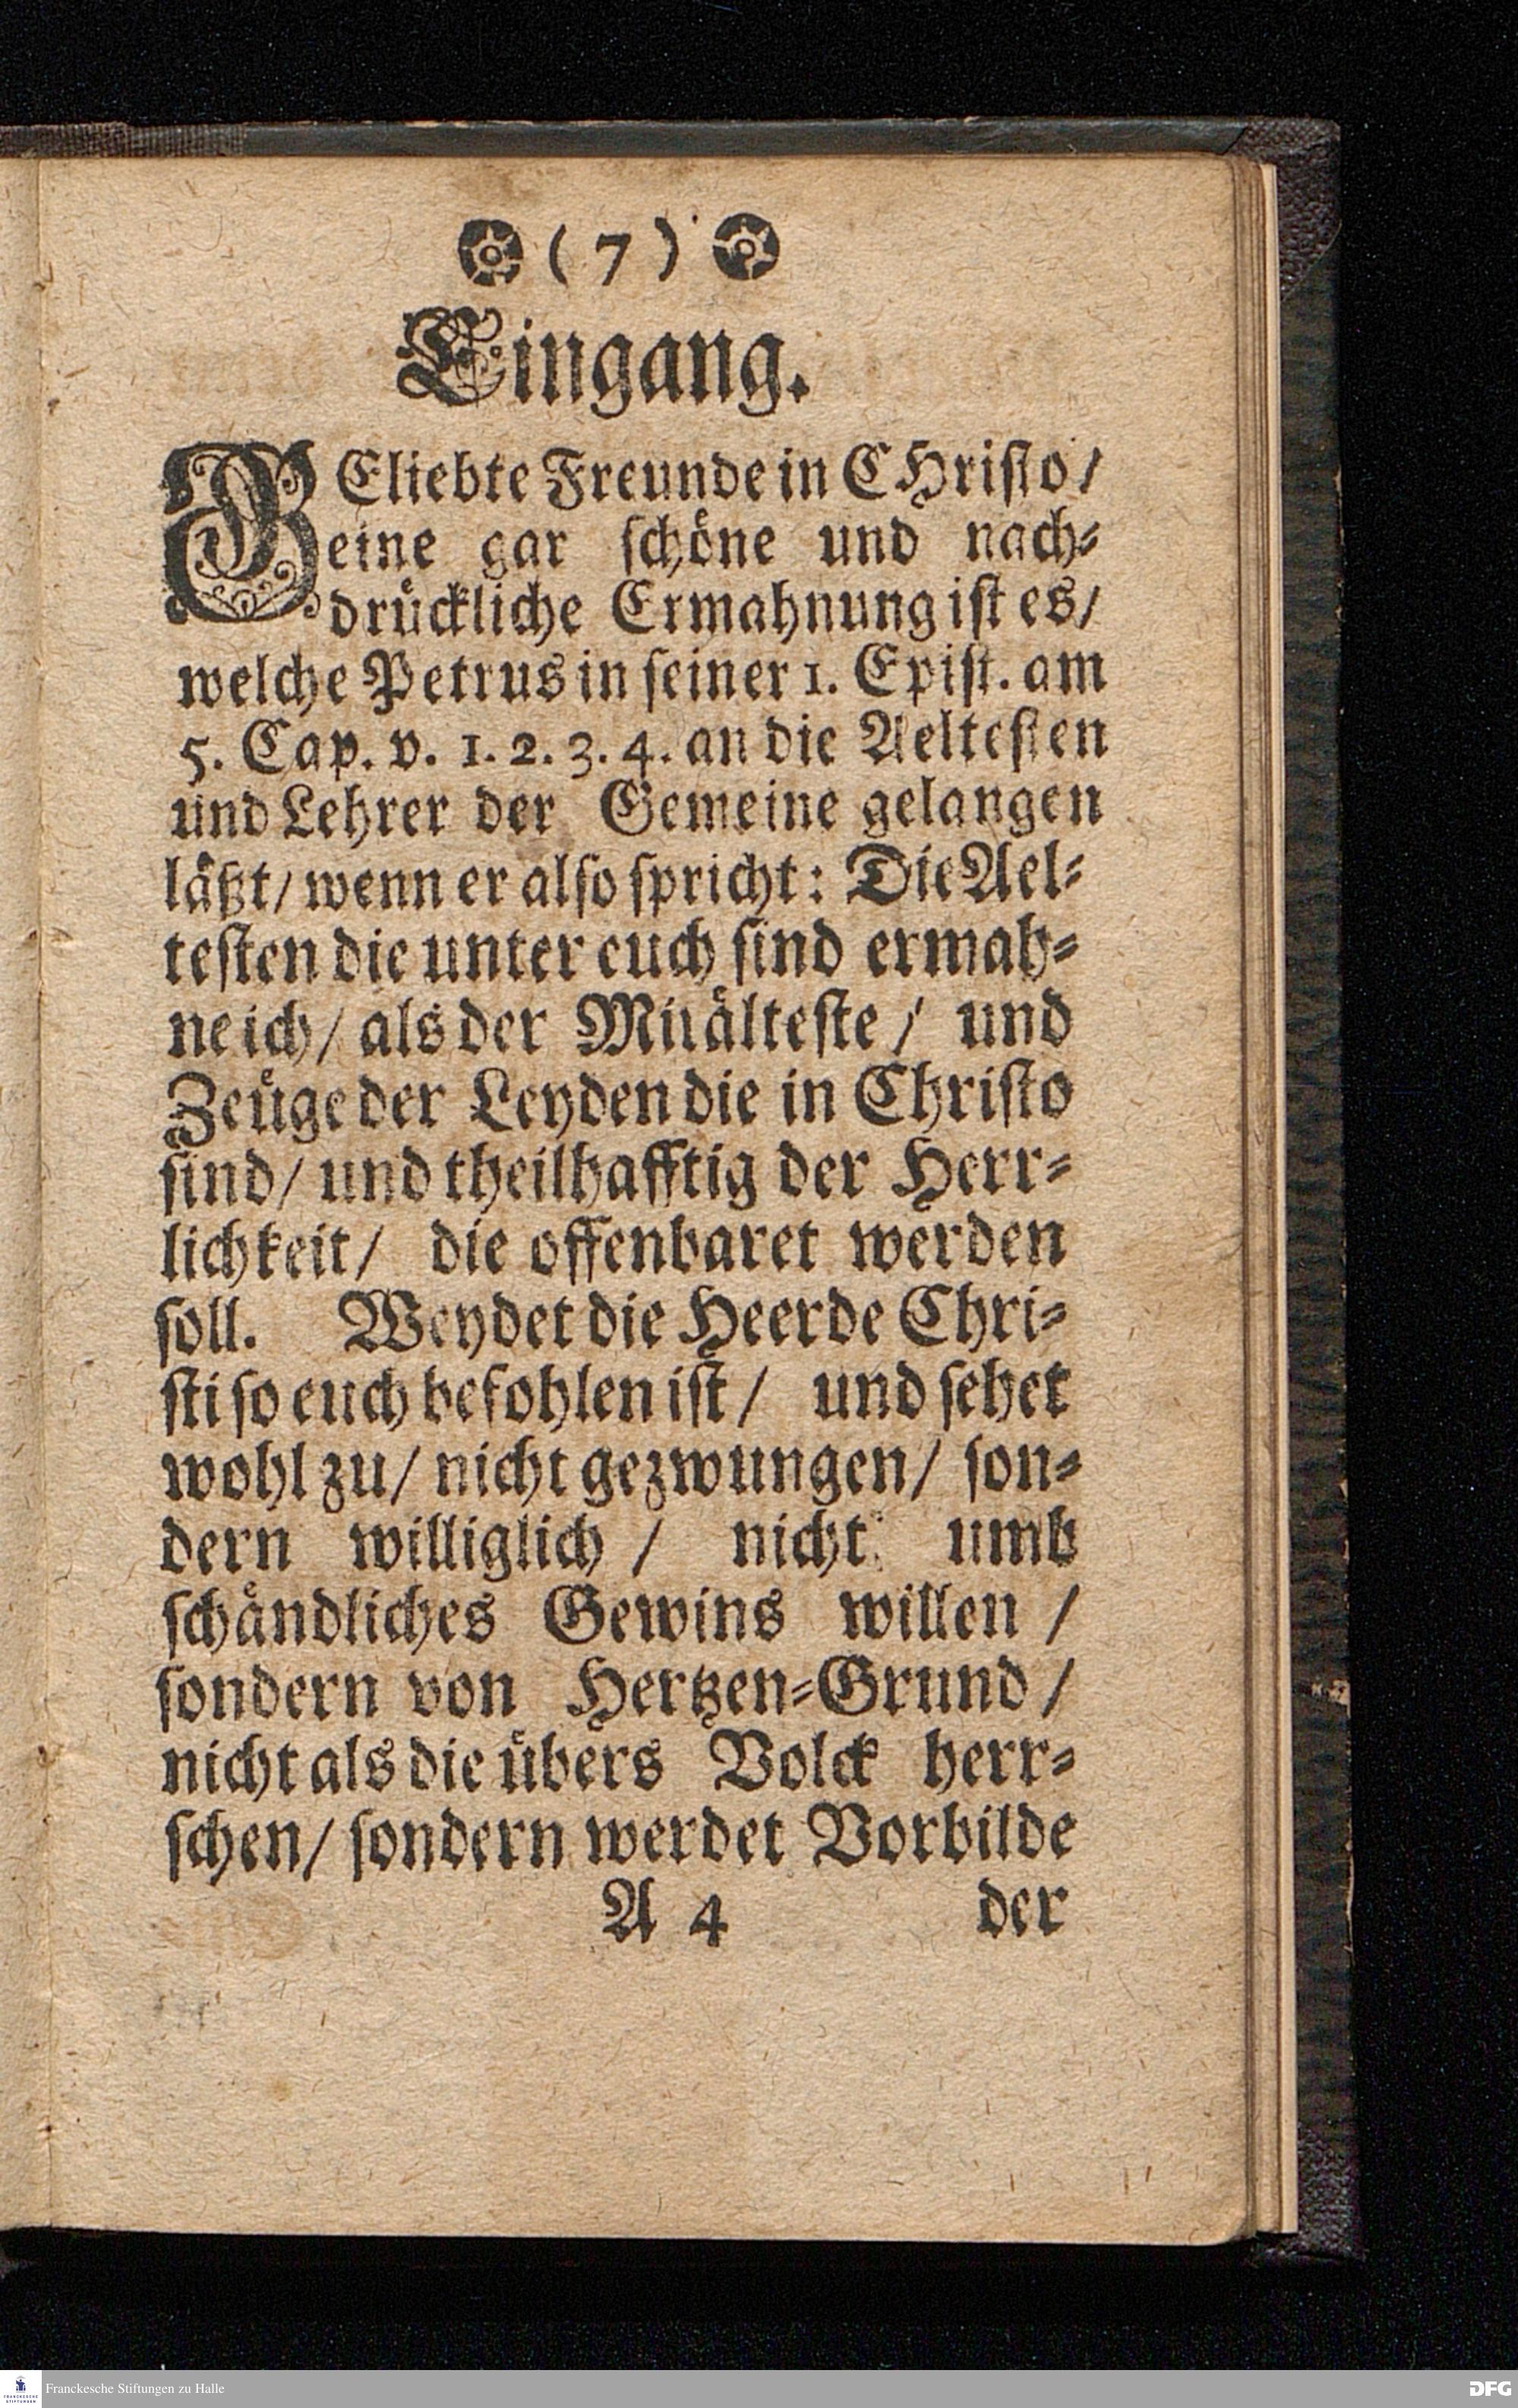 ( 7 )
Eingang.
GEliebte Freunde in CHristo/
eine gar schöne und nach-
drückliche Ermahnung ist es/
welche Petrus in seiner 1. Epist. am
5. Cap. v. 1. 2. 3. 4. an die Aeltesten
und Lehrer der Gemeine gelangen
läßt/ wenn er also spricht: Die Ael-
testen die unter euch sind ermah-
ne ich/ als der Mitälteste/ und
Zeuge der Leyden die in Christo
sind/ und theilhafftig der Herr-
lichkeit/ die offenbaret werden
soll. Weydet die Heerde Chri-
sti so euch befohlen ist/ und sehet
wohl zu/ nicht gezwungen/ son-
dern williglich / nicht umb
schändliches Gewins willen /
sondern von Hertzen-Grund /
nicht als die übers Volck herr-
schen/ sondern werdet Vorbilde
A 4 der
FRANCKESCHE STIFTUNGEN Franckesche Stiftungen zu Halle DFG